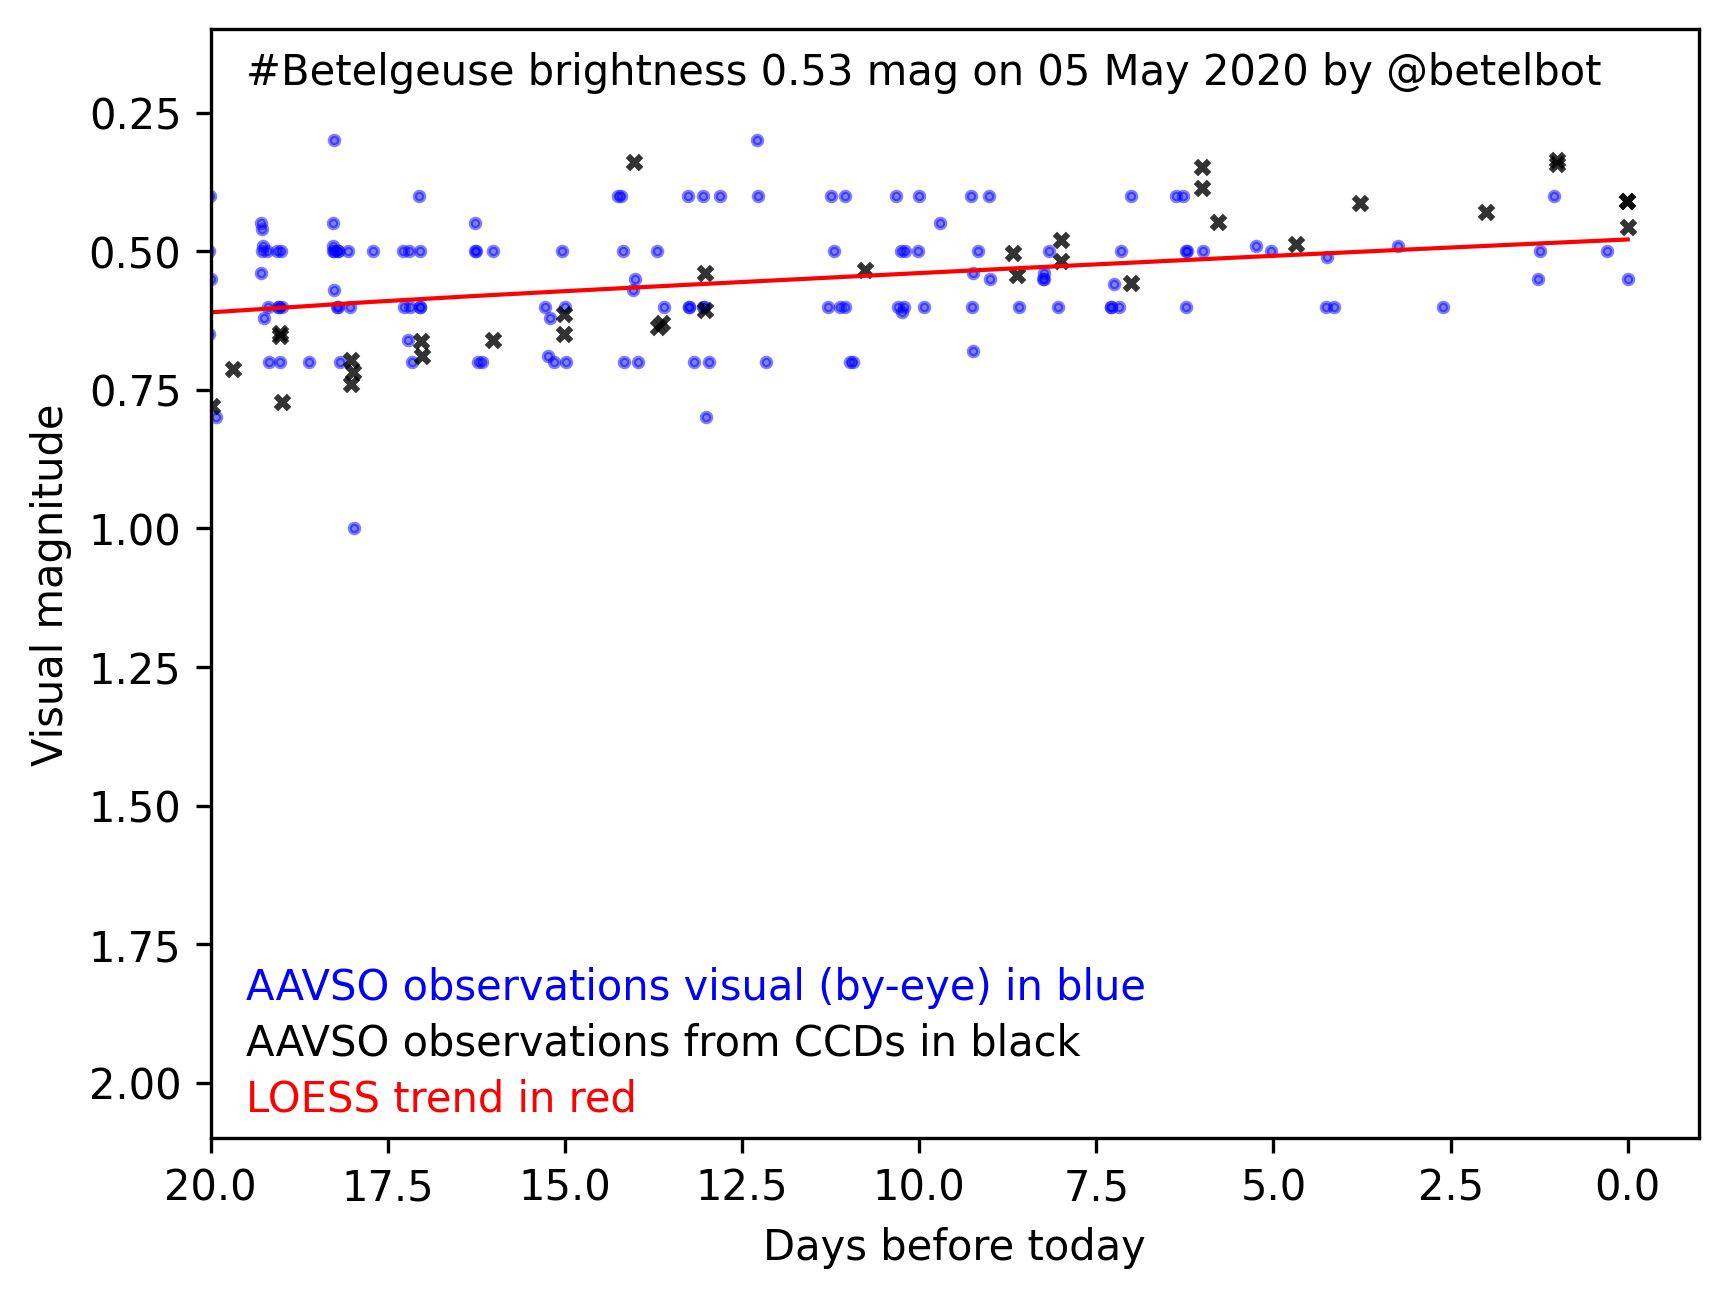 #Betelgeuse brightness 0.53 mag on 05 May 2020 by @betelbot
0.25
0.50
0.75
1.00
1.25
1.50
1.75
2.00
Visual magnitude
AAVSO observations visual (by-eye) in blue
AAVSO observations from CCDs in black
LOESS trend in red
20.0 17.5 15.0 12.5 10.0 7.5 5.0 2.5 0.0
Days before today